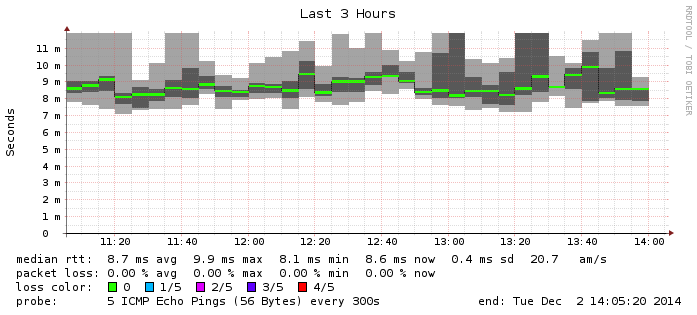 Last 3 Hours
RRDTOOL / TOBI OETIKER
Seconds
11 m
10 m
9 m
8 m
7 m
6 m
5 m
4 m
3 m
2 m
1 m
0
11:20 11:40 12:00 12:20 12:40 13:00 13:20 13:40 14:00
median rtt: 8.7 ms avg 9.9 ms max 8.1 ms min 8.6 ms now 0.4 ms sd 20.7 am/s
packet loss: 0.00 % avg 0.00 % max 0.00 % min 0.00 % now
loss color: 0 1/5 2/5 3/5 4/5
probe: 5 ICMP Echo Pings (56 Bytes) every 300s end: Tue Dec 2 14:05:20 2014